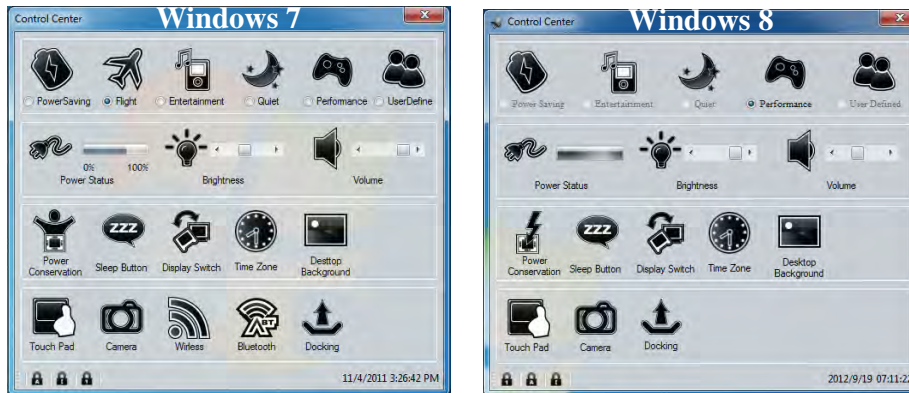 Control Center
Windows 7
PowerSaving Flight Entertainment Quiet Perfomance UserDefine
0% 100%
Power Status Brightness Volume
Power Conservation Sleep Button Display Switch Time Zone Desttop Background
Touch Pad Camera Wirless Bluetooth Docking
11/4/2011 3:26:42 PM
Control Center
Windows 8
Power Saving Entertainment Quiet Performance User Defined
Power Status Brightness Volume
Power Conservation Sleep Button Display Switch Time Zone Desktop Background
Touch Pad Camera Docking
2012/9/19 07:11:22